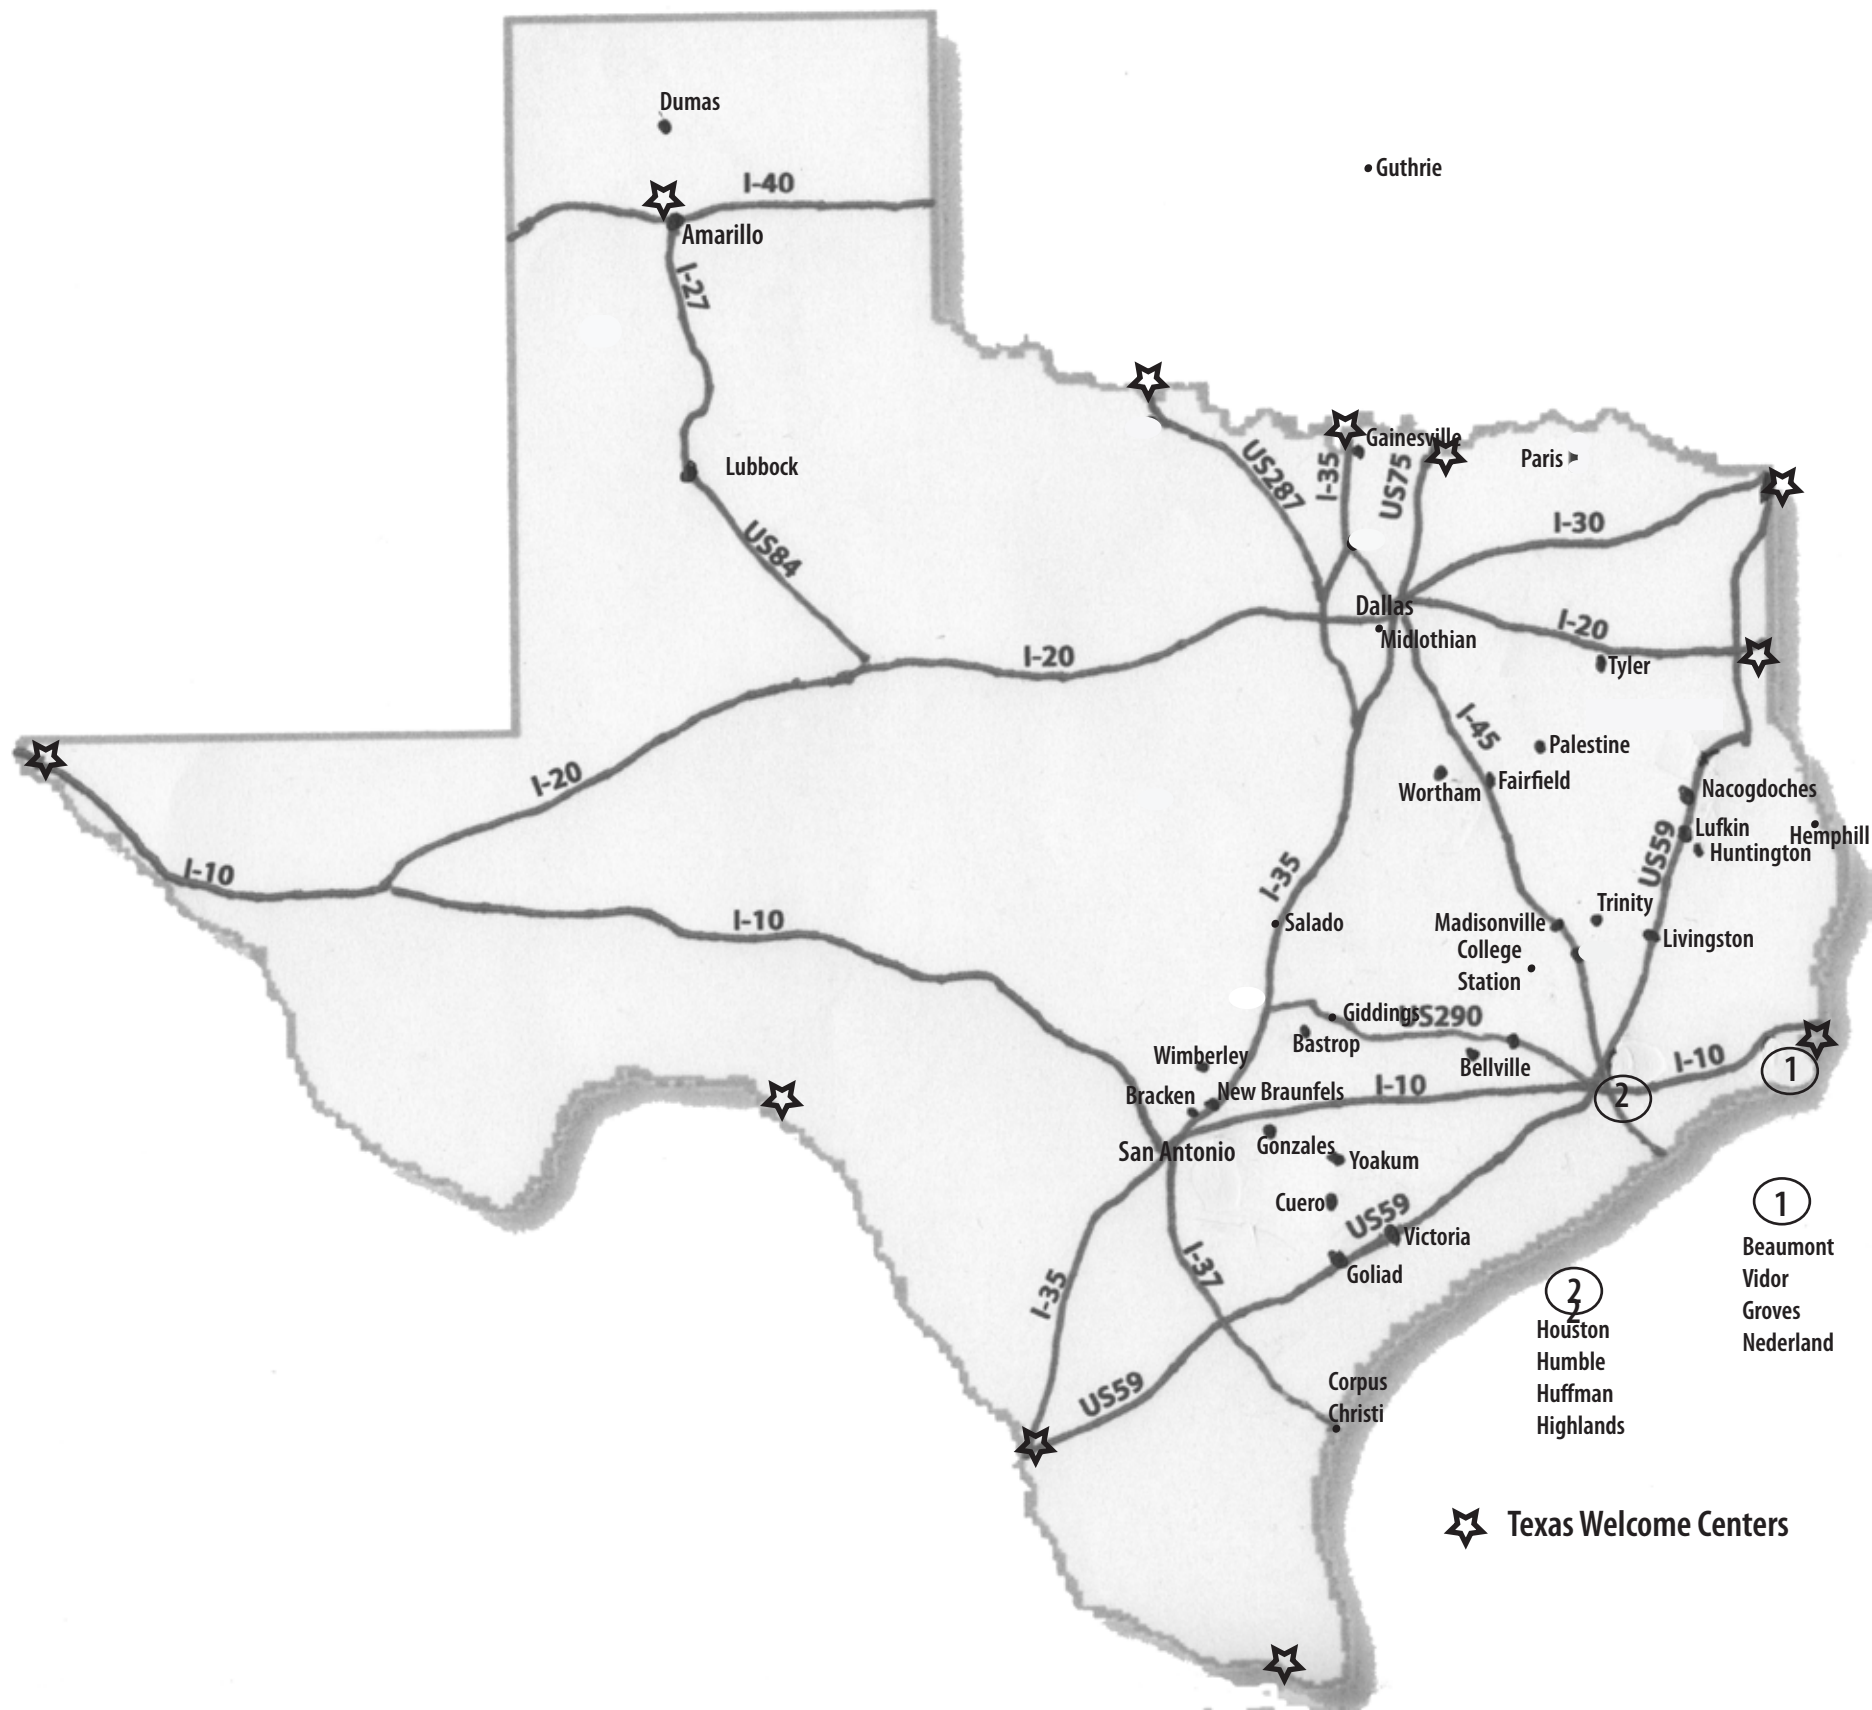 Dumas
Guthrie
I-40
Amarillo
I-27
Gainesville
US287
I-35
US75
Paris
Lubbock
I-30
US84
Dallas
Midlothian
I-20
I-20
Tyler
I-45
Palestine
I-20
Wortham
Fairfield
Nacogdoches
Lufkin
Hemphill
Huntington
US59
I-10
I-35
Trinity
I-10
Salado
Madisonville
Livingston
College
Station
Giddings
US290
Bastrop
Wimberley
Bellville
I-10
1
New Braunfels
I-10
Bracken
2
San Antonio
Gonzales
Yoakum
Cuero
US59
Victoria
1
Beaumont
Vidor
Groves
Nederland
I-37
Goliad
I-35
2
2
Houston
Humble
Huffman
Highlands
US59
Corpus
Christi
Texas Welcome Centers